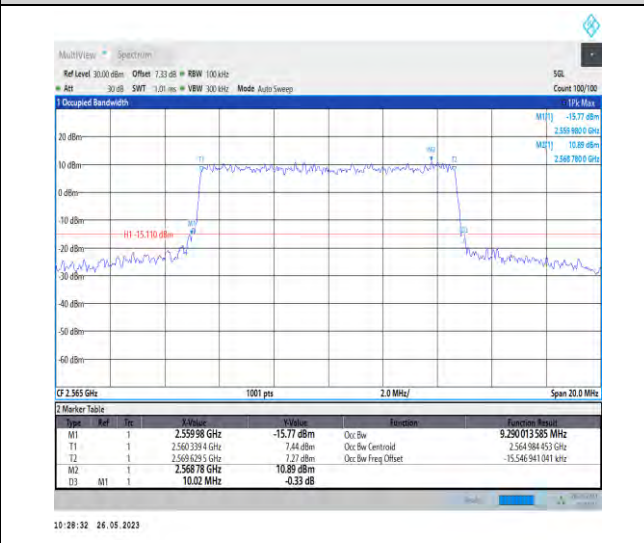 MultiView Spectrum
Ref Level 30.00 dBm Offset 7.33 dB RBW 100 kHz SGL
Att 30 dB SWT 1.01 ms VBW 300 kHz Mode Auto Sweep Count 100/100
1 Occupied Bandwidth 1Pk Max
M1[1] -15.77 dBm
2.559 980 0 GHz
M2[1] 10.89 dBm
2.568 780 0 GHz
20 dBm
M2
T1 T2
10 dBm
0 dBm
-10 dBm
M1
H1 -15.110 dBm
D3
-20 dBm
-30 dBm
-40 dBm
-50 dBm
-60 dBm
CF 2.565 GHz 1001 pts 2.0 MHz/ Span 20.0 MHz
2 Marker Table
Type Ref Trc X-Value Y-Value Function Function Result
M1 1 2.559 98 GHz -15.77 dBm Occ Bw 9.290 013 585 MHz
T1 1 2.560 339 4 GHz 7.44 dBm Occ Bw Centroid 2.564 984 453 GHz
T2 1 2.569 629 5 GHz 7.27 dBm Occ Bw Freq Offset -15.546 941 041 kHz
M2 1 2.568 78 GHz 10.89 dBm
D3 M1 1 10.02 MHz -0.33 dB
10:28:32 26.05.2023